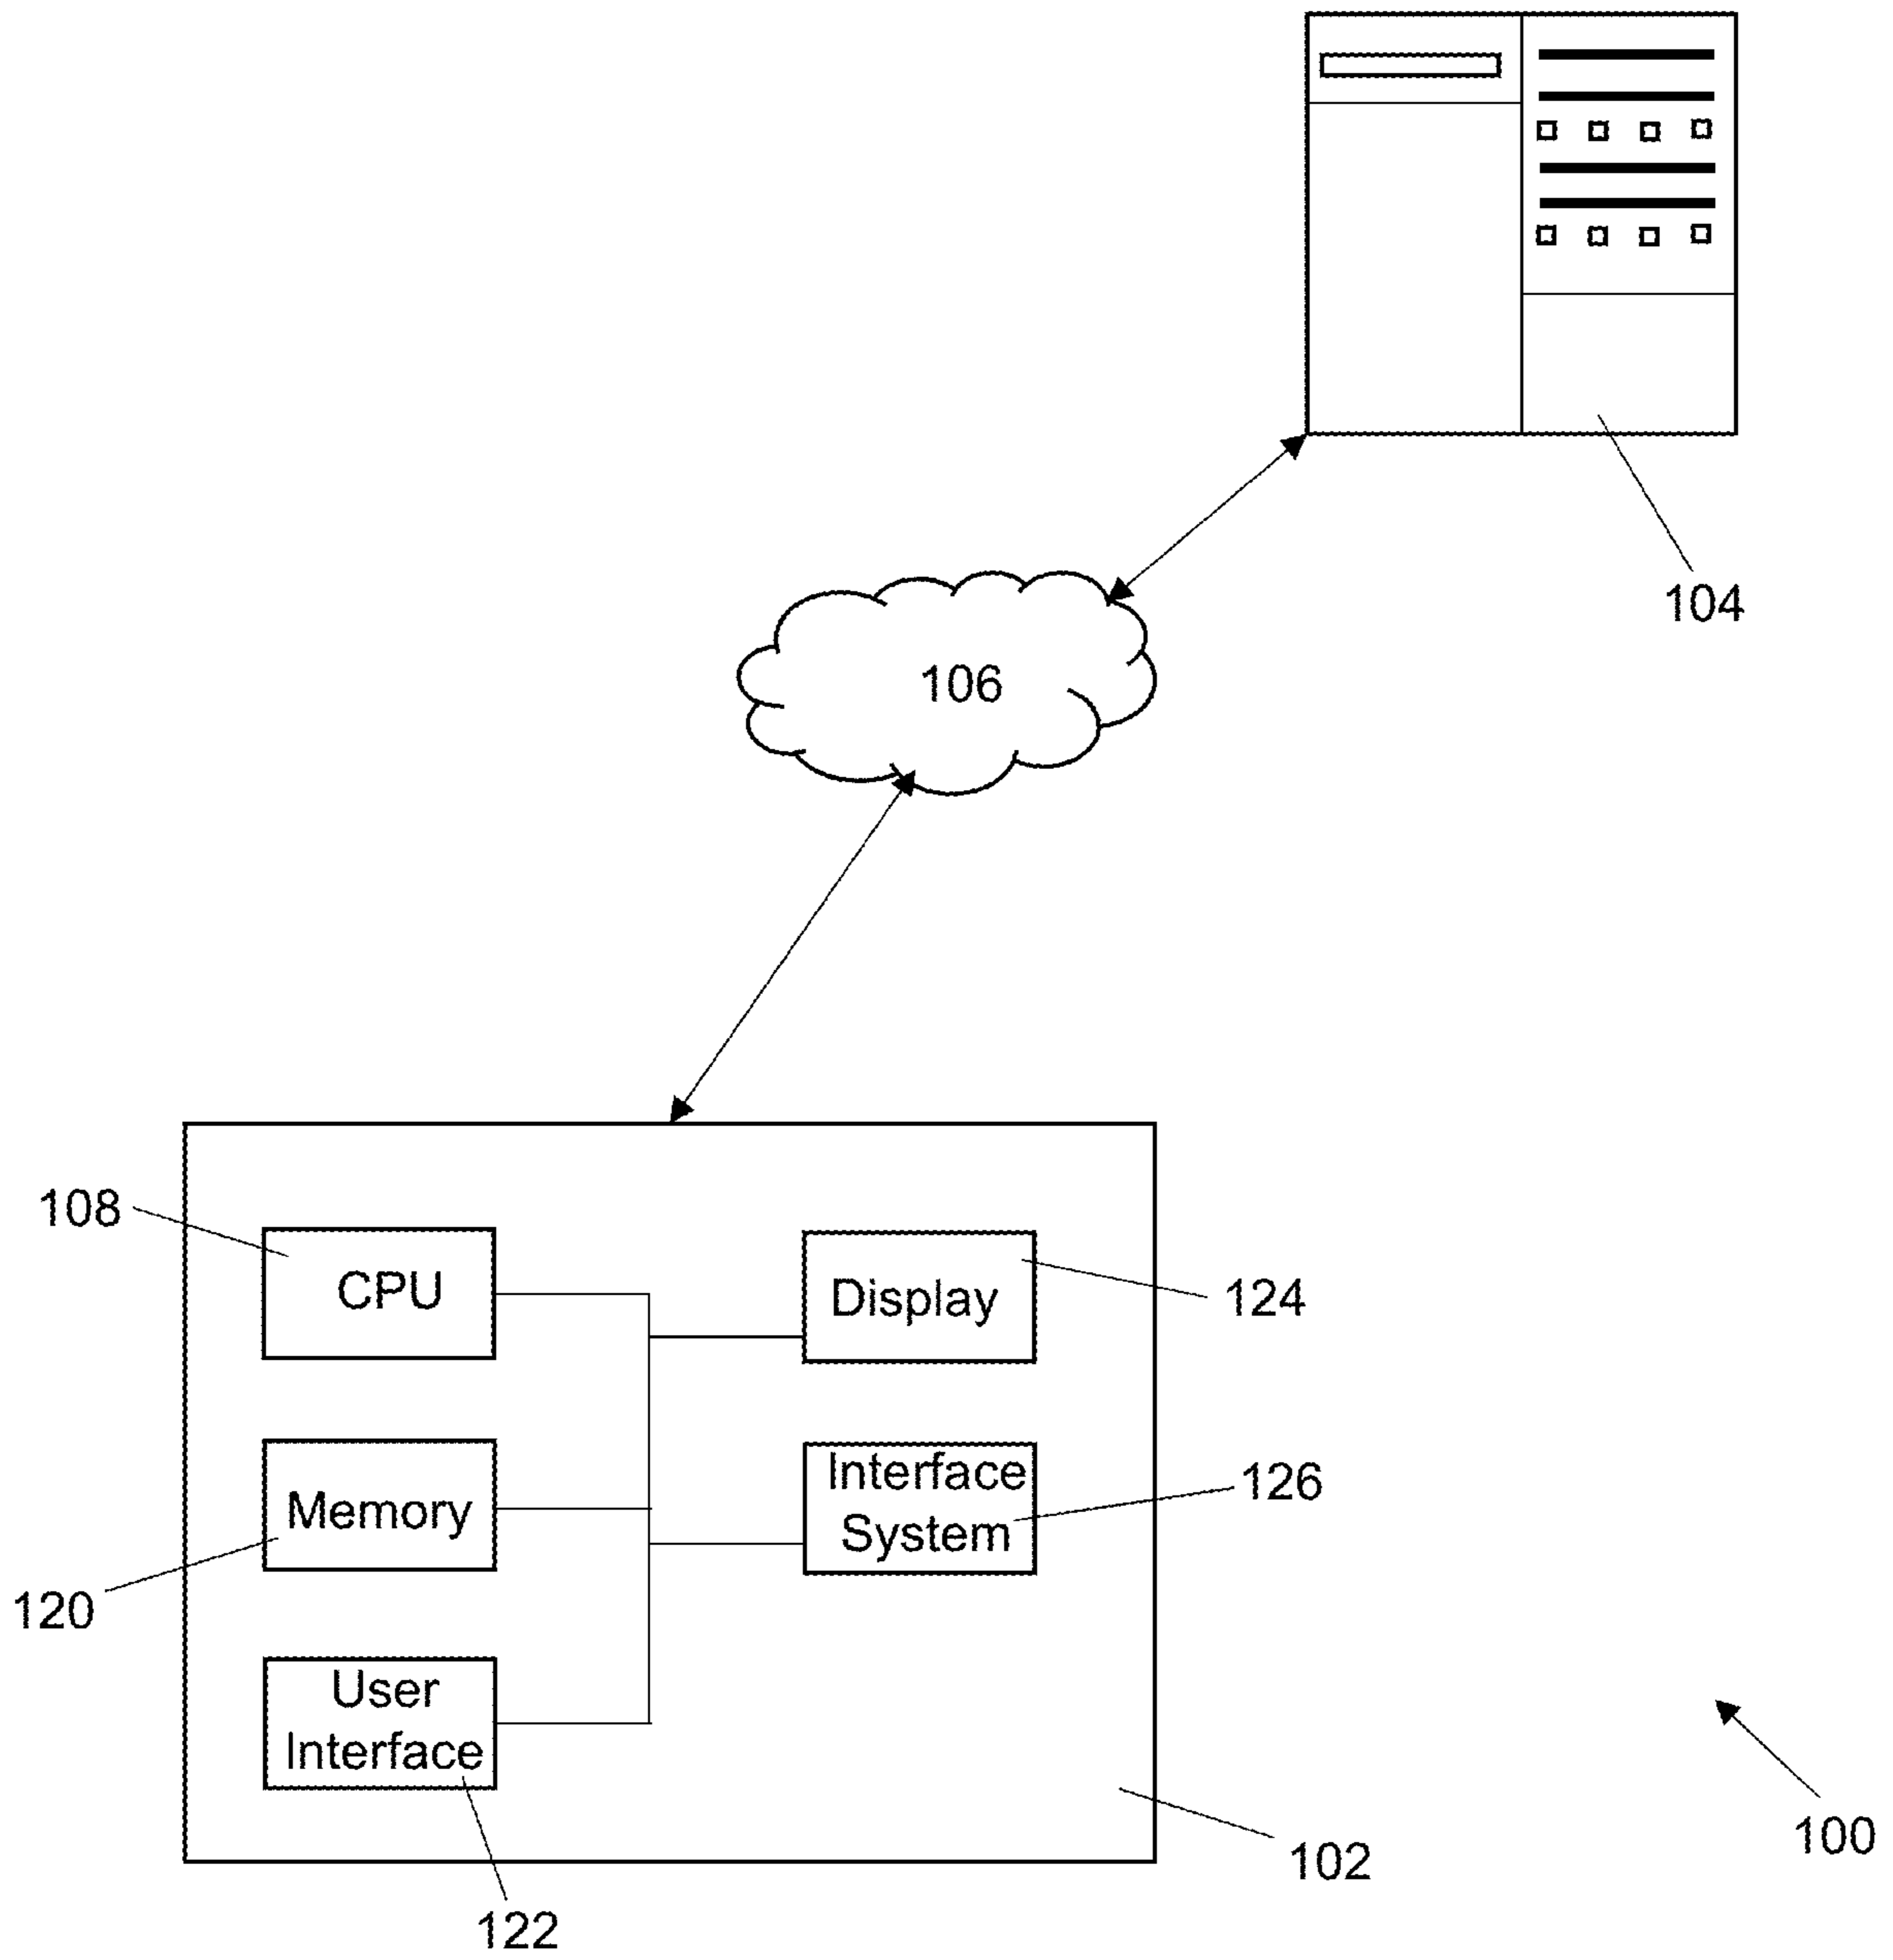 104
106
108
CPU
Display
124
Interface
System
126
Memory
120
User
Interface
122
102
100